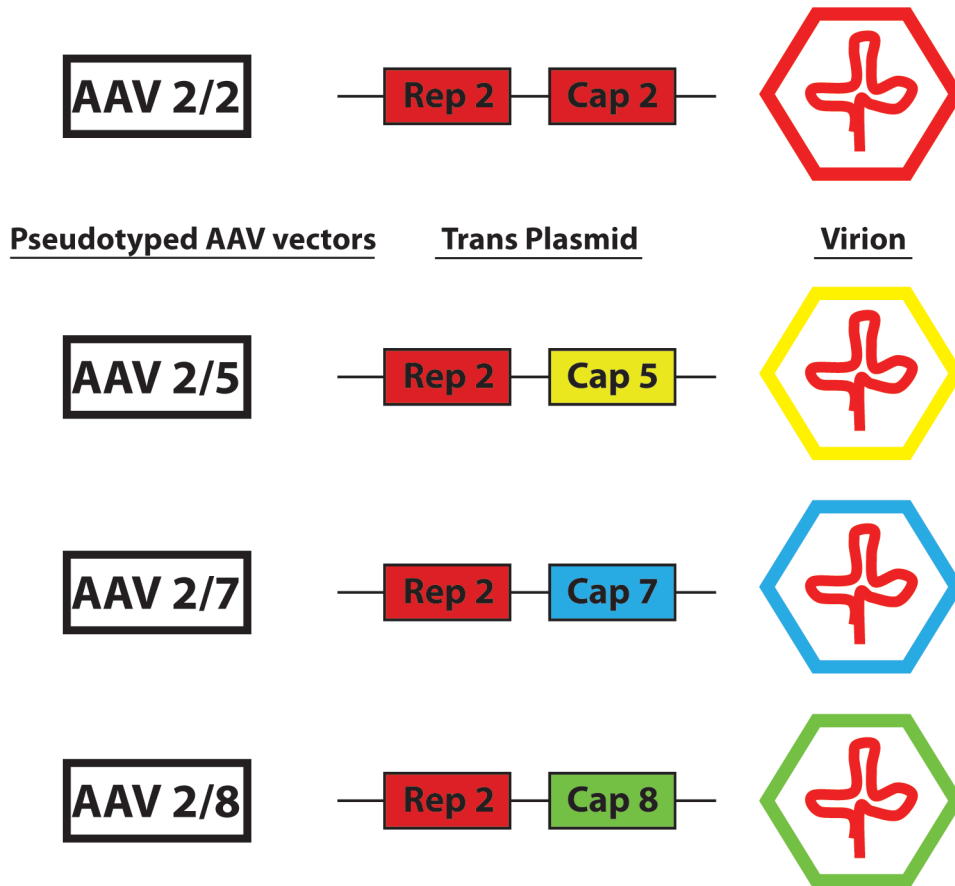 AAV 2/2 Rep 2 Cap 2
Pseudotyped AAV vectors Trans Plasmid Virion
AAV 2/5 Rep 2 Cap 5
AAV 2/7 Rep 2 Cap 7
AAV 2/8 Rep 2 Cap 8